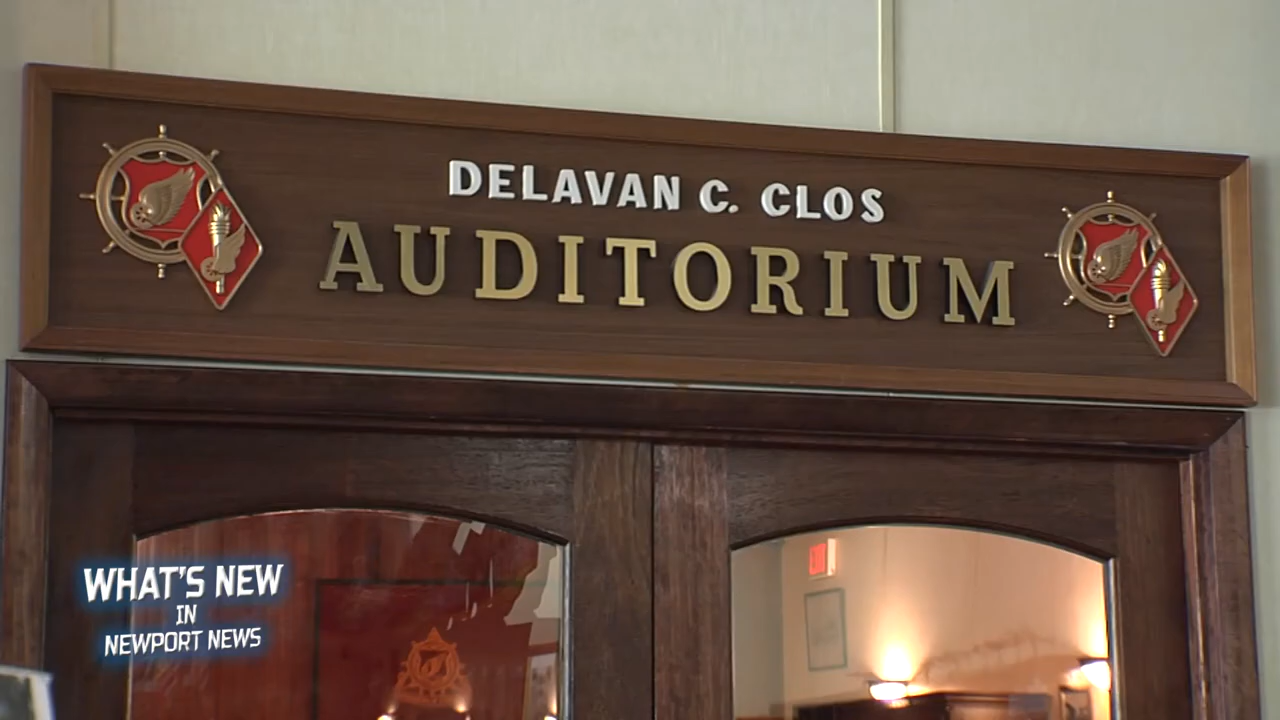 DELAVAN C. CLOS
AUDITORIUM
WHAT'S NEW
IN
NEWPORT NEWS